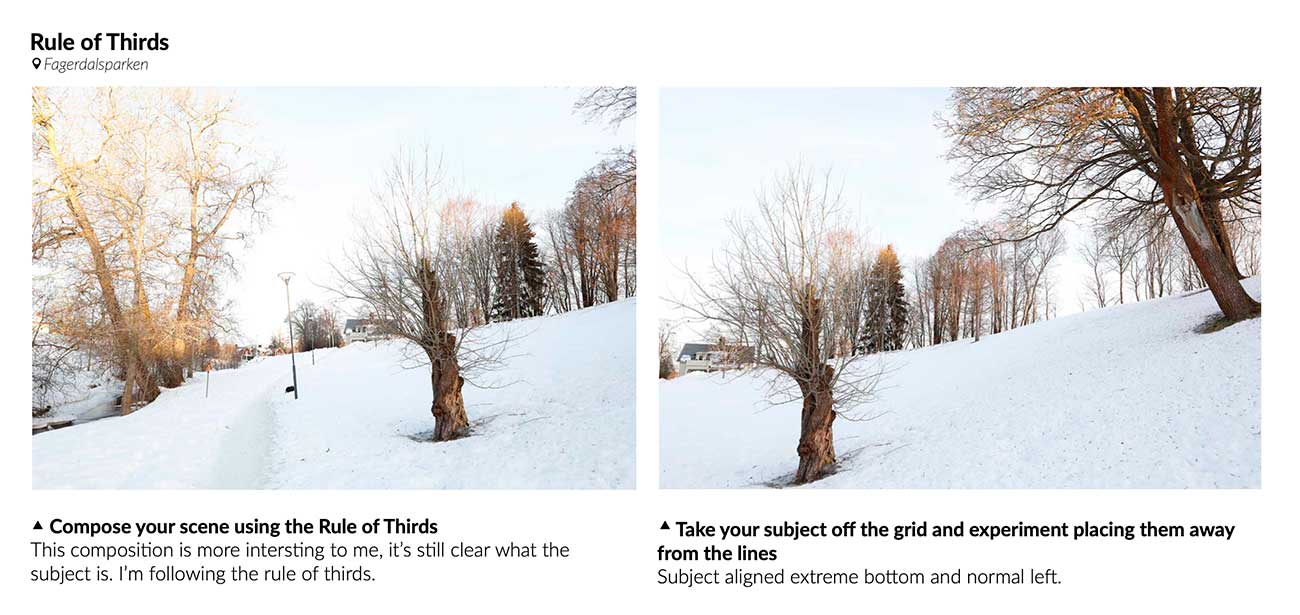 Rule of Thirds
Fagerdalsparken
Compose your scene using the Rule of Thirds
This composition is more intersting to me, it's still clear what the
subject is. I'm following the rule of thirds.
Take your subject off the grid and experiment placing them away
from the lines
Subject aligned extreme bottom and normal left.